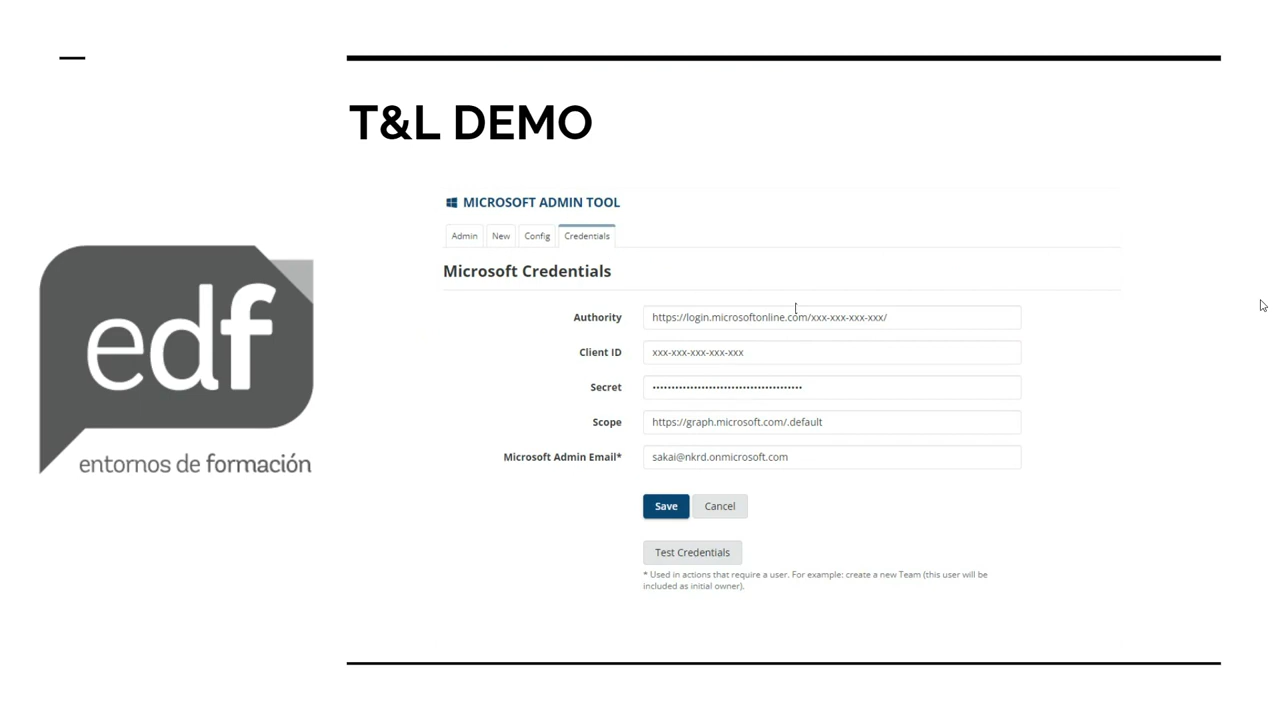 T&L DEMO
MICROSOFT ADMIN TOOL
Admin New Config Credentials
Microsoft Credentials
Authority https://login.microsoftonline.com/xxx-xxx-xxx-xxx/
Client ID xxx-xxx-xxx-xxx-xxx
Secret ••••••••••••••••••••••••••••••••••••••••
Scope https://graph.microsoft.com/.default
Microsoft Admin Email* sakai@nkrd.onmicrosoft.com
Save Cancel
Test Credentials
* Used in actions that require a user. For example: create a new Team (this user will be
included as initial owner).
edf
entornos de formación